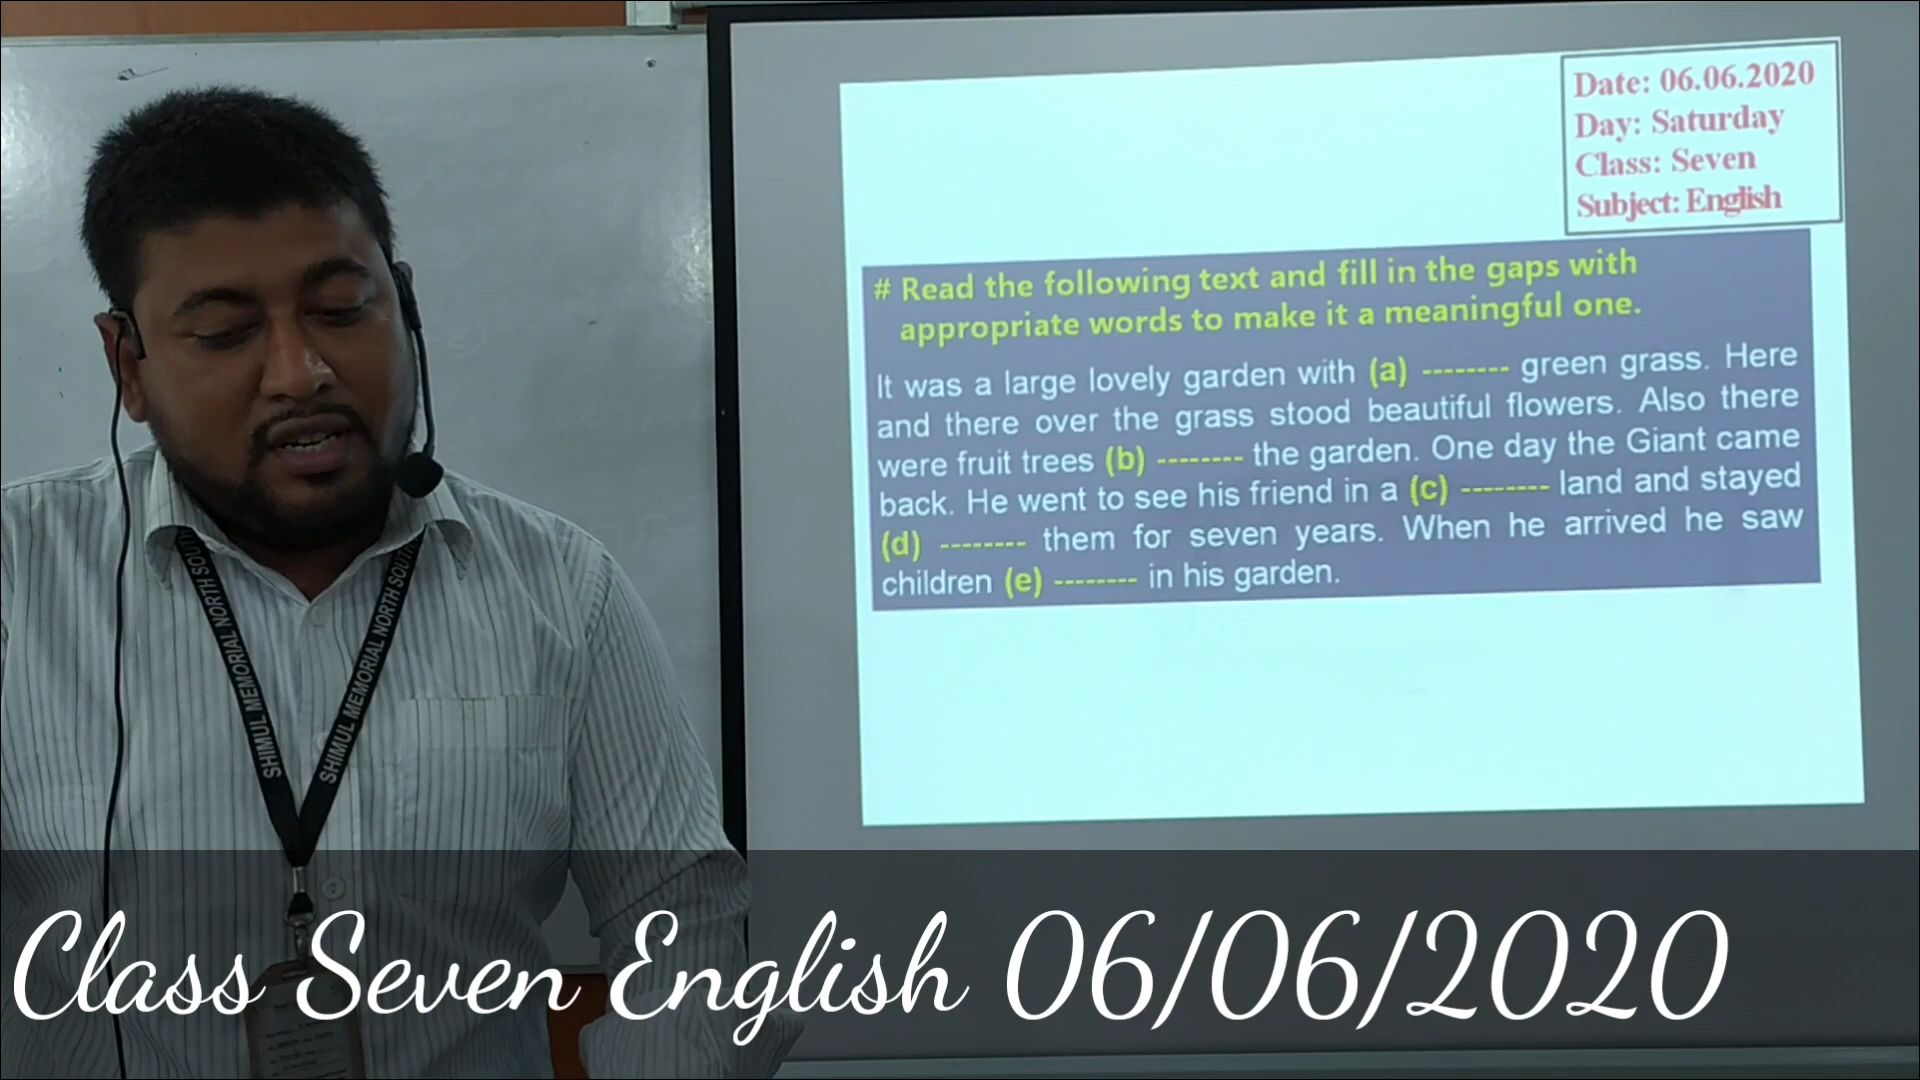 Date: 06.06.2020
Day: Saturday
Class: Seven
Subject: English
# Read the following text and fill in the gaps with
appropriate words to make it a meaningful one.
It was a large lovely garden with (a) -------- green grass. Here
and there over the grass stood beautiful flowers. Also there
were fruit trees (b) -------- the garden. One day the Giant came
back. He went to see his friend in a (c) -------- land and stayed
(d) -------- them for seven years. When he arrived he saw
children (e) -------- in his garden.
SHIMUL MEMORIAL NORTH SOUTH
SHIMUL MEMORIAL NORTH SOUTH
Class Seven English 06/06/2020